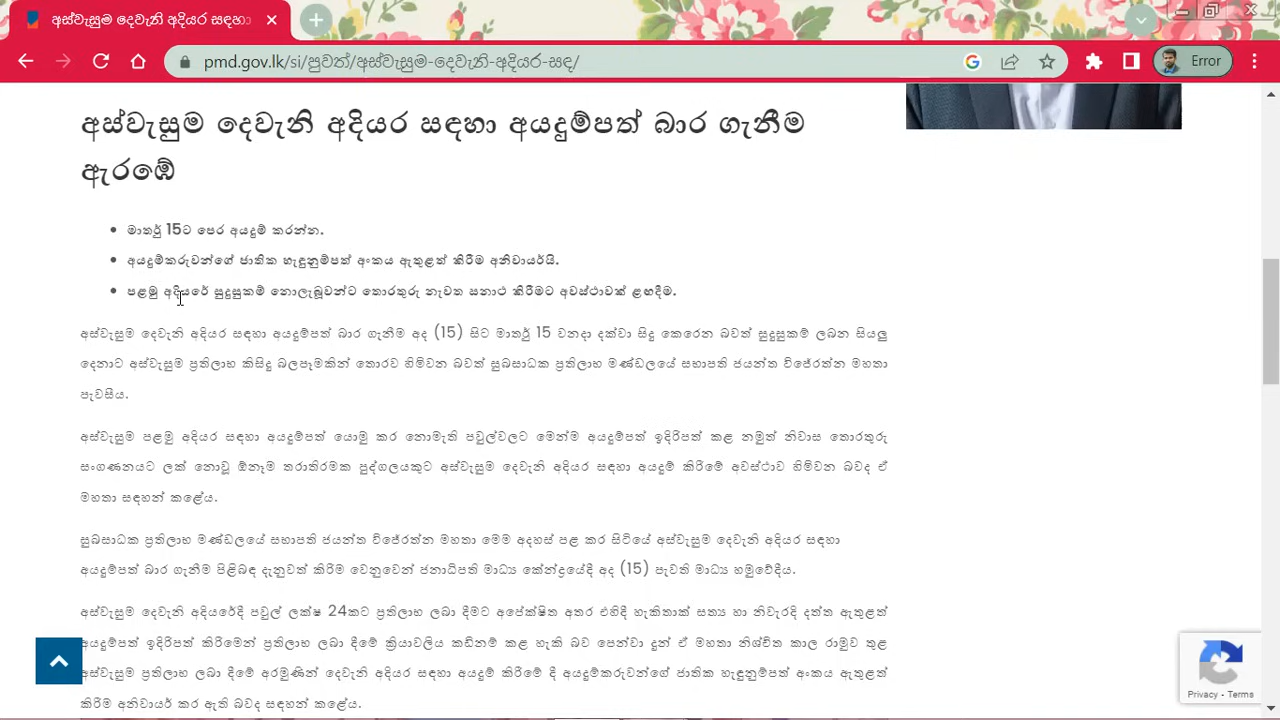 අස්වැසුම දෙවැනි අදියර සඳහා
pmd.gov.lk/si/පුවත්/අස්වැසුම-දෙවැනි-අදියර-සඳ/
Error
අස්වැසුම දෙවැනි අදියර සඳහා අයදුම්පත් බාර ගැනීම
ඇරඹේ
මාර්තු 15ට පෙර අයදුම් කරන්න.
අයදුම්කරුවන්ගේ ජාතික හැඳුනුම්පත් අංකය ඇතුළත් කිරීම අනිවාර්යයි.
පළමු අදියරේ සුදුසුකම් නොලැබූවන්ට තොරතුරු නැවත සනාථ කිරීමට අවස්ථාවක් ළඟදීම.
අස්වැසුම දෙවැනි අදියර සඳහා අයදුම්පත් බාර ගැනීම අද (15) සිට මාර්තු 15 වනදා දක්වා සිදු කෙරෙන බවත් සුදුසුකම් ලබන සියලු
දෙනාට අස්වැසුම ප්‍රතිලාභ කිසිදු බලපෑමකින් තොරව හිමිවන බවත් සුබසාධක ප්‍රතිලාභ මණ්ඩලයේ සභාපති ජයන්ත විජේරත්න මහතා
පැවසීය.
අස්වැසුම පළමු අදියර සඳහා අයදුම්පත් යොමු කර නොමැති පවුල්වලට මෙන්ම අයදුම්පත් ඉදිරිපත් කළ නමුත් නිවාස තොරතුරු
සංගණනයට ලක් නොවූ ඕනෑම තරාතිරමක පුද්ගලයකුට අස්වැසුම දෙවැනි අදියර සඳහා අයදුම් කිරීමේ අවස්ථාව හිමිවන බවද ඒ
මහතා සඳහන් කළේය.
සුබසාධක ප්‍රතිලාභ මණ්ඩලයේ සභාපති ජයන්ත විජේරත්න මහතා මෙම අදහස් පළ කර සිටියේ අස්වැසුම දෙවැනි අදියර සඳහා
අයදුම්පත් බාර ගැනීම පිළිබඳ දැනුවත් කිරිම වෙනුවෙන් ජනාධිපති මාධ්‍ය කේන්ද්‍රයේදී අද (15) පැවති මාධ්‍ය හමුවේදීය.
අස්වැසුම දෙවැනි අදියරේදී පවුල් ලක්ෂ 24කට ප්‍රතිලාභ ලබා දීමට අපේක්ෂිත අතර එහිදී හැකිතාක් සත්‍ය හා නිවැරදි දත්ත ඇතුළත්
අයදුම්පත් ඉදිරිපත් කිරීමෙන් ප්‍රතිලාභ ලබා දීමේ ක්‍රියාවලිය කඩිනම් කළ හැකි බව පෙන්වා දුන් ඒ මහතා නිශ්චිත කාල රාමුව තුළ
අස්වැසුම ප්‍රතිලාභ ලබා දීමේ අරමුණින් දෙවැනි අදියර සඳහා අයදුම් කිරීමේ දී අයදුම්කරුවන්ගේ ජාතික හැඳුනුම්පත් අංකය ඇතුළත්
කිරිම අනිවාර්ය කර ඇති බවද සඳහන් කළේය.
Privacy - Terms